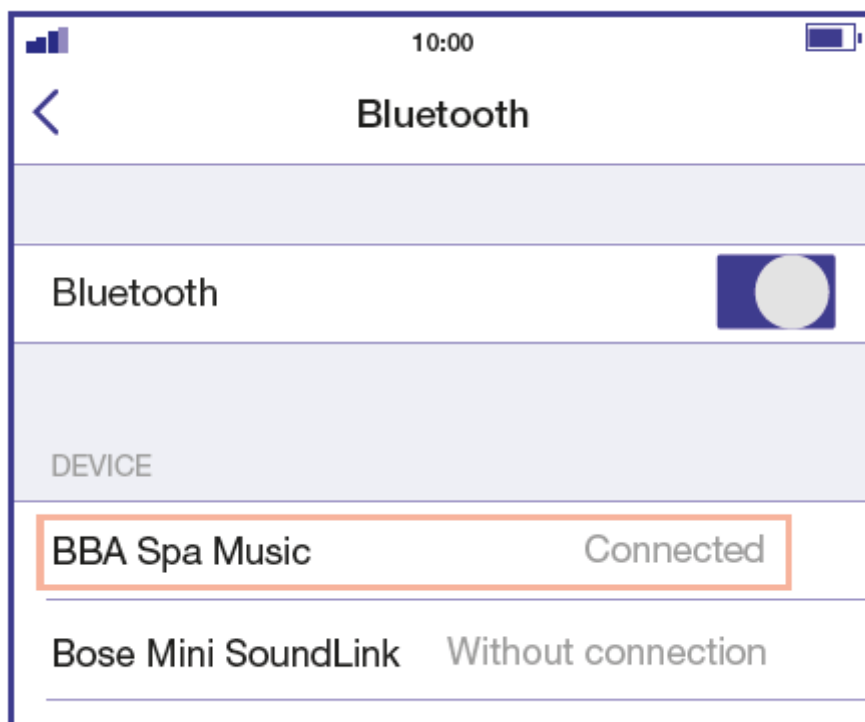 10:00
Bluetooth
Bluetooth
DEVICE
BBA Spa Music Connected
Bose Mini SoundLink Without connection